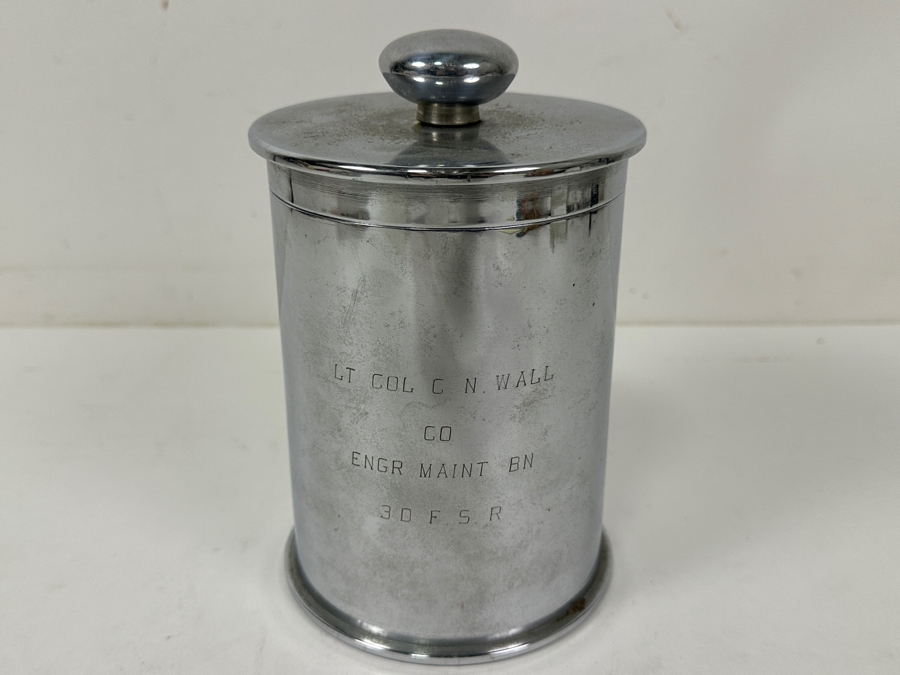 LT COL C N. WALL
CO
ENGR MAINT BN
3D F. S. R